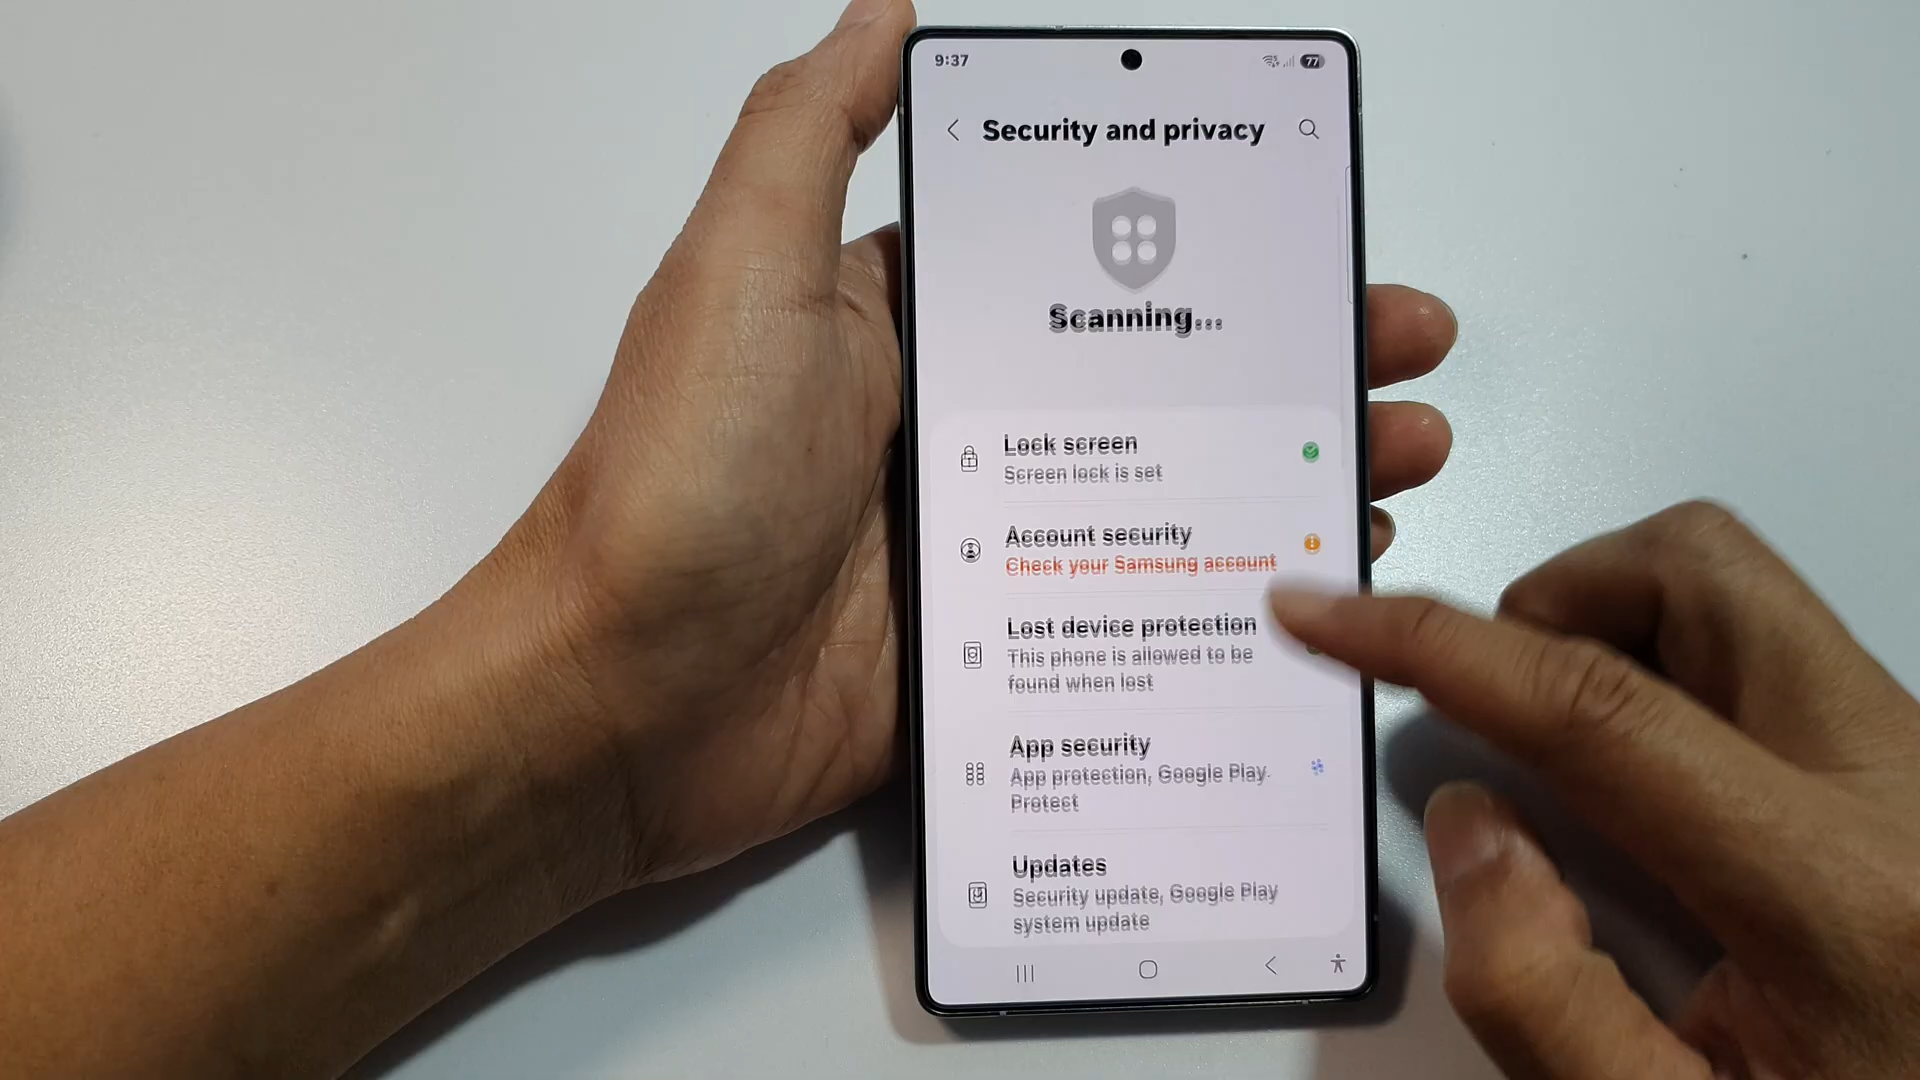 9:37
77
Security and privacy
Scanning...
Lock screen
Screen lock is set
Account security
Check your Samsung account
Lost device protection
This phone is allowed to be
found when lost
App security
App protection, Google Play
Protect
Updates
Security update, Google Play
system update